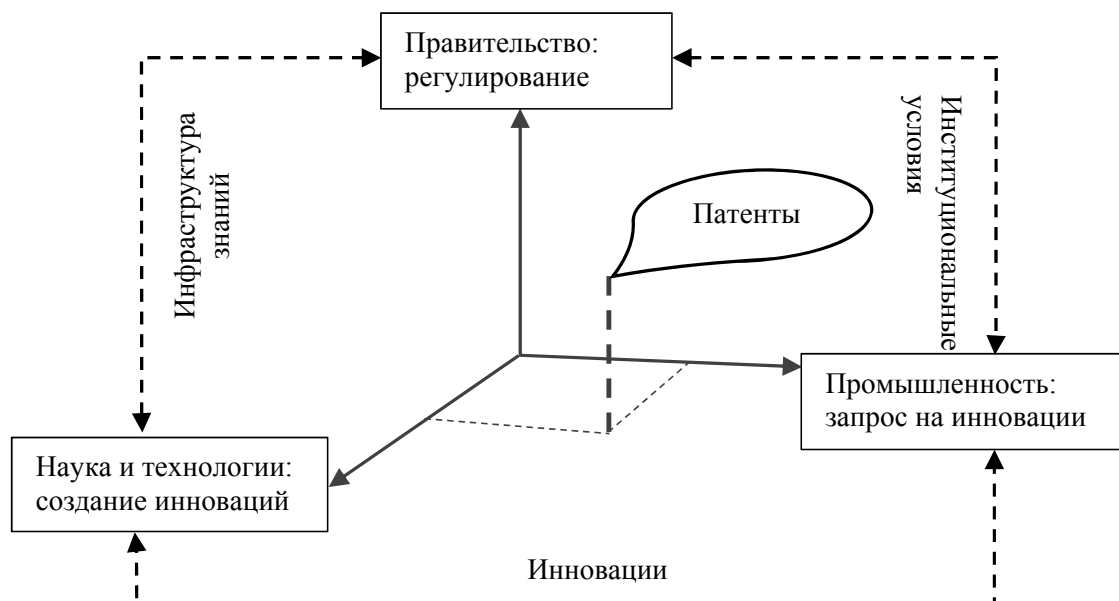 Правительство:
регулирование
Инфраструктура
знаний
Институциональные
условия
Патенты
Промышленность:
запрос на инновации
Наука и технологии:
создание инноваций
Инновации